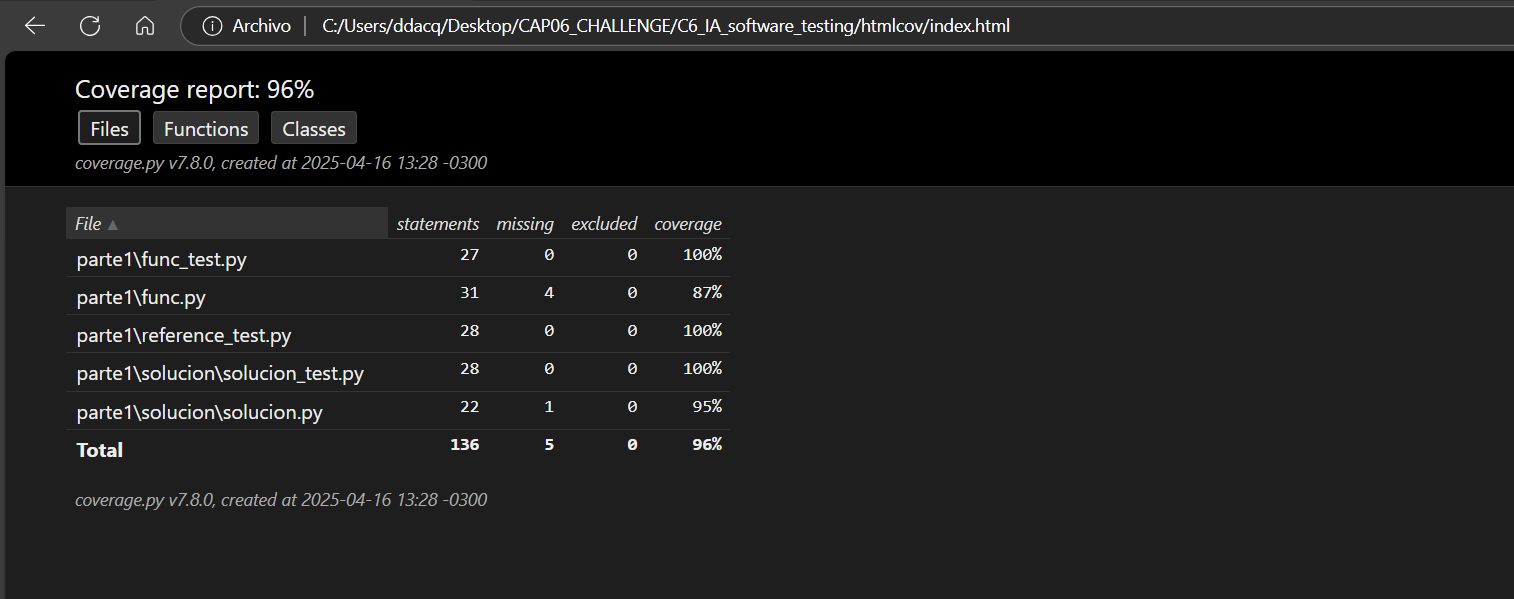 Archivo | C:/Users/ddacq/Desktop/CAP06_CHALLENGE/C6_IA_software_testing/htmlcov/index.html
Coverage report: 96%
Files Functions Classes
coverage.py v7.8.0, created at 2025-04-16 13:28 -0300
File ▲ statements missing excluded coverage
parte1\func_test.py 27 0 0 100%
parte1\func.py 31 4 0 87%
parte1\reference_test.py 28 0 0 100%
parte1\solucion\solucion_test.py 28 0 0 100%
parte1\solucion\solucion.py 22 1 0 95%
Total 136 5 0 96%
coverage.py v7.8.0, created at 2025-04-16 13:28 -0300